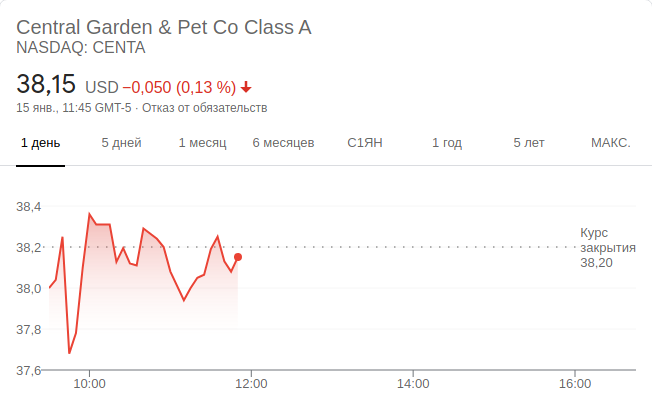 Central Garden & Pet Co Class A
NASDAQ: CENTA
38,15 USD −0,050 (0,13 %)
15 янв., 11:45 GMT-5 · Отказ от обязательств
1 день 5 дней 1 месяц 6 месяцев С1ЯН 1 год 5 лет МАКС.
38,4
38,2
38,0
37,8
37,6
Курс
закрытия
38,20
10:00 12:00 14:00 16:00